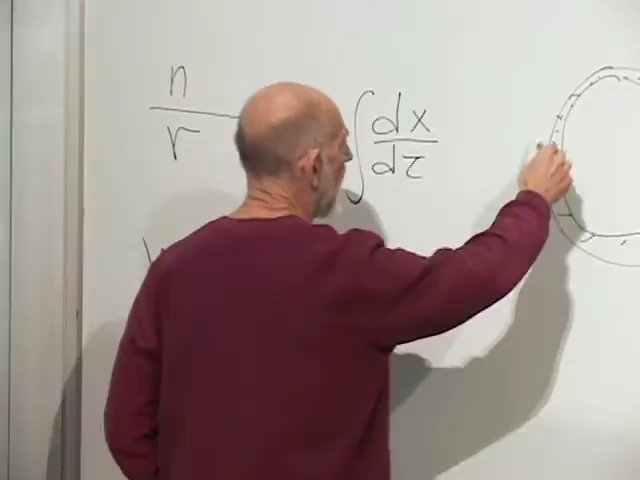 n
r
∫ dx
dτ